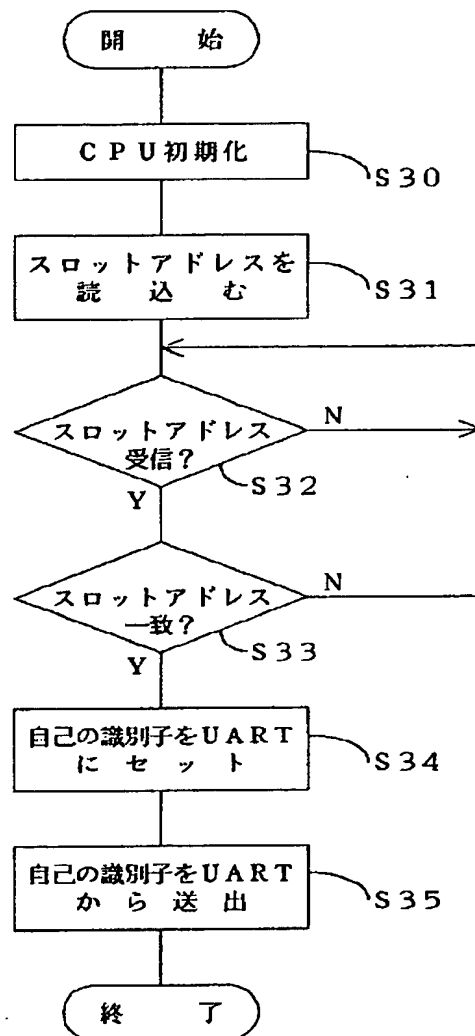 開 始
CPU初期化
S30
スロットアドレスを
読 込 む
S31
スロットアドレス
受信?
N
S32
Y
スロットアドレス
一致?
N
S33
Y
自己の識別子をUART
に セ ッ ト
S34
自己の識別子をUART
か ら 送 出
S35
終 了